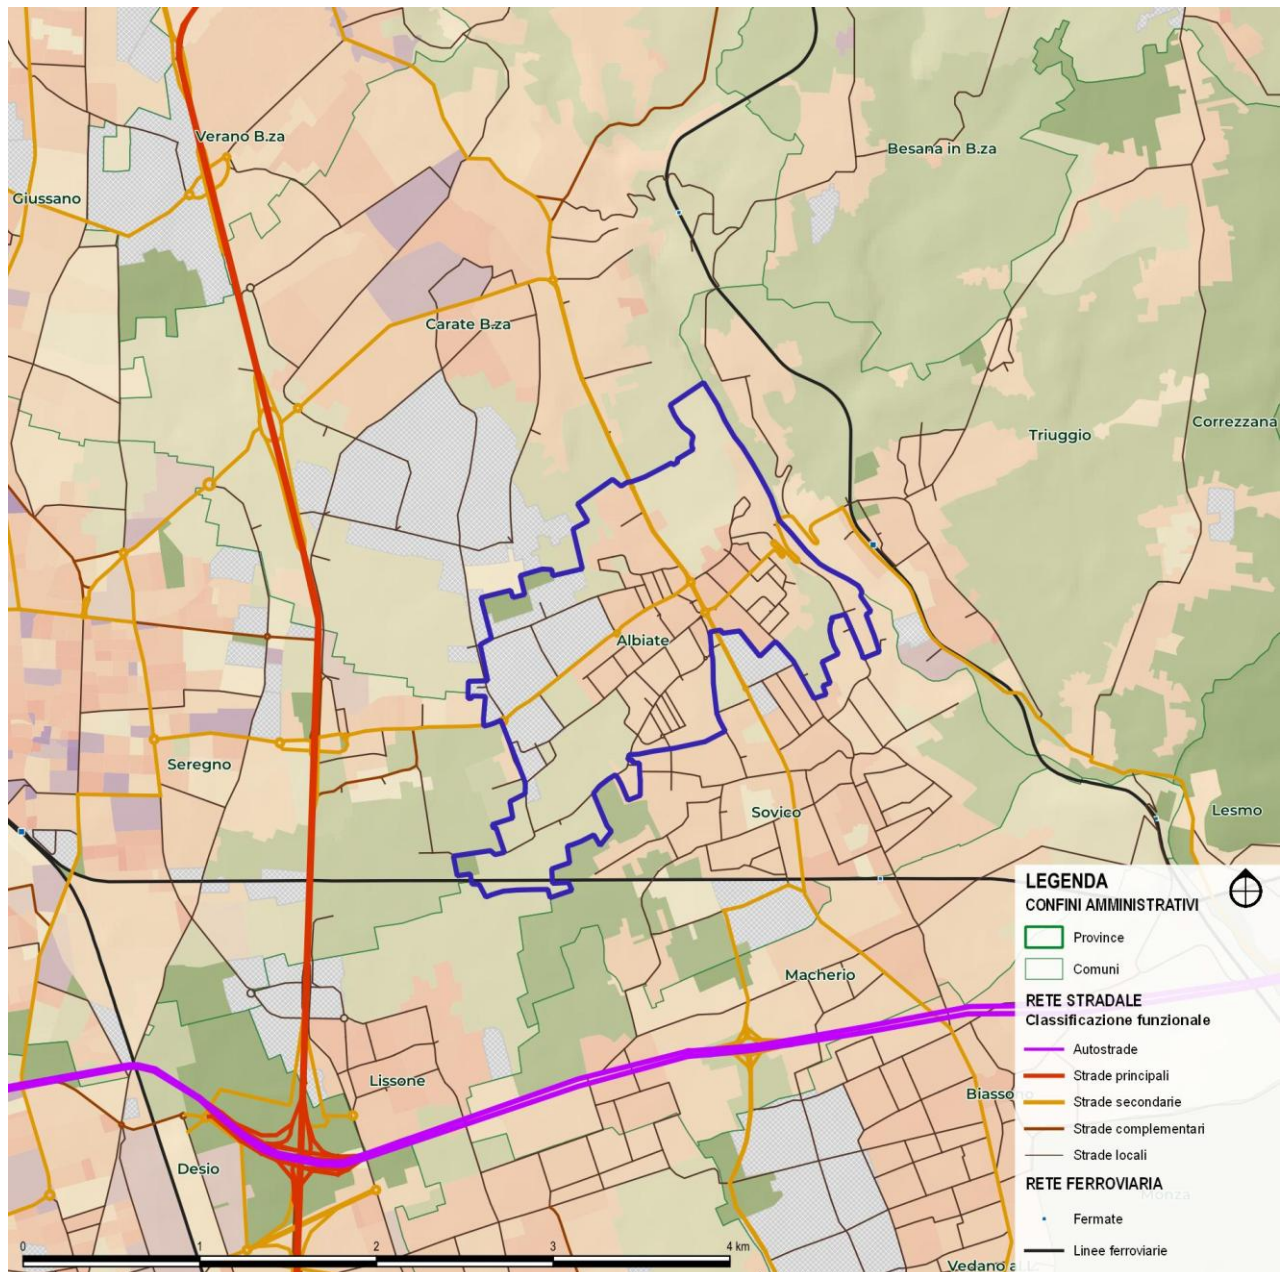 Verano B.za
Besana in B.za
Giussano
Carate B.za
Correzzana
Triuggio
Albiate
Seregno
Sovico
Lesmo
Macherio
Lissone
Biassono
Desio
Monza
Vedano al L.
LEGENDA
CONFINI AMMINISTRATIVI
Province
Comuni
RETE STRADALE
Classificazione funzionale
Autostrade
Strade principali
Strade secondarie
Strade complementari
Strade locali
RETE FERROVIARIA
Fermate
Linee ferroviarie
0 1 2 3 4 km